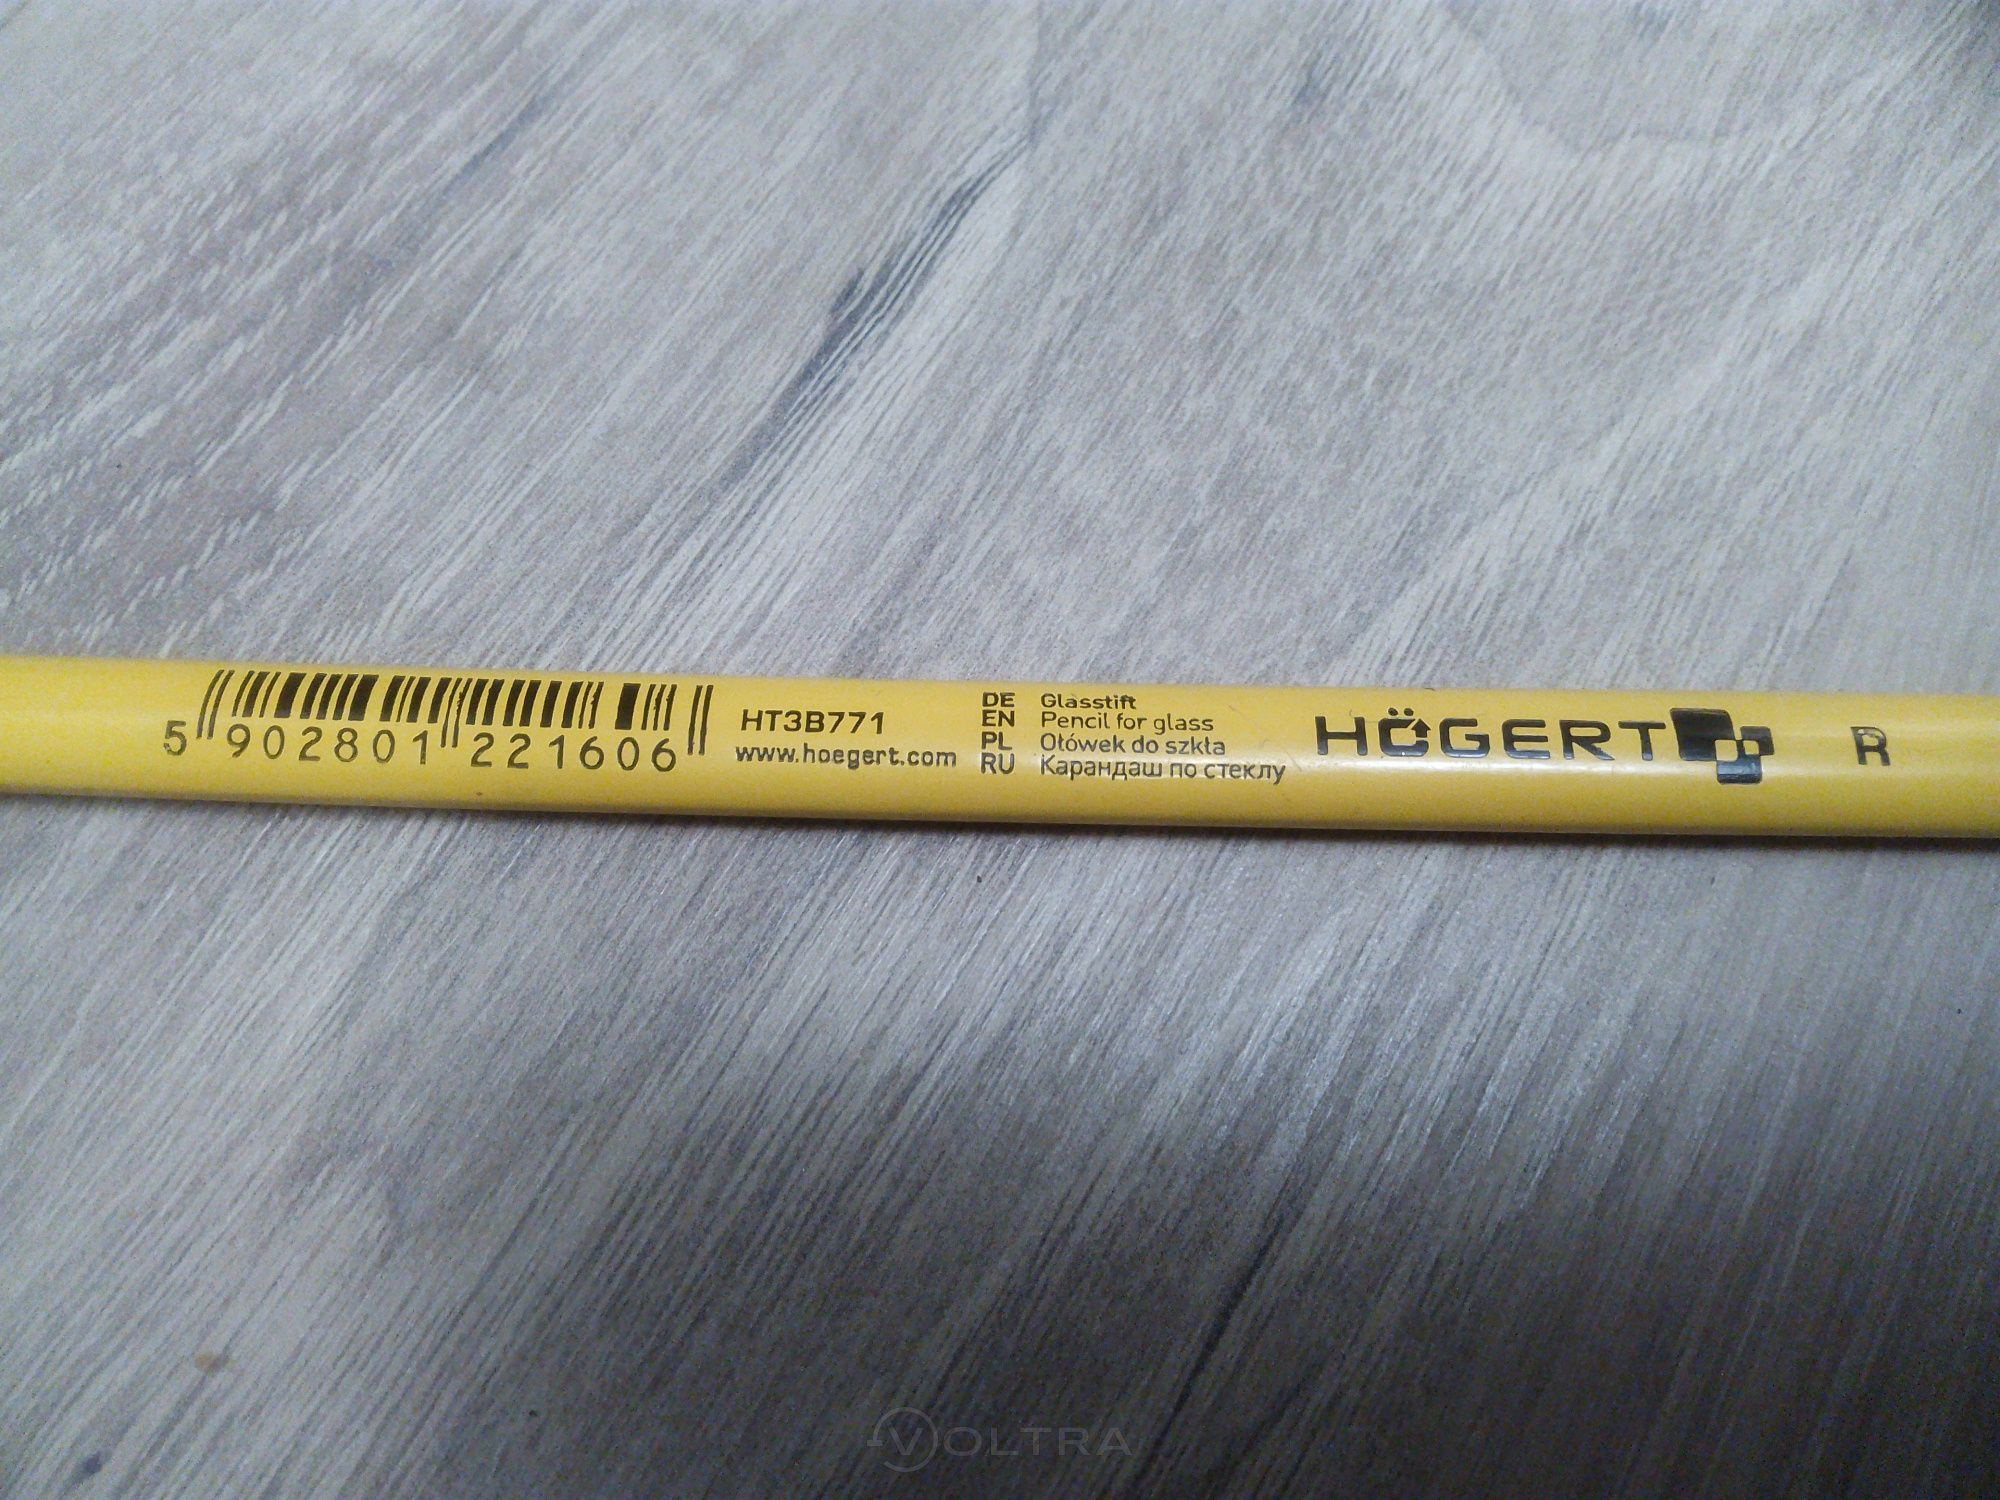 5 902801 221606
HT3B771
www.hoegert.com
DE Glasstift
EN Pencil for glass
PL Ołówek do szkła
RU Карандаш по стеклу
HÖGERT
R
VOLTRA